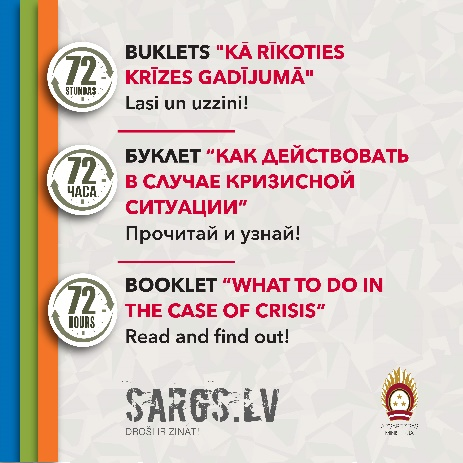 72
STUNDAS
BUKLETS "KĀ RĪKOTIES
KRĪZES GADĪJUMĀ"
Lasi un uzzini!
72
ЧАСА
БУКЛЕТ “КАК ДЕЙСТВОВАТЬ
В СЛУЧАЕ КРИЗИСНОЙ
СИТУАЦИИ”
Прочитай и узнай!
72
HOURS
BOOKLET “WHAT TO DO IN
THE CASE OF CRISIS”
Read and find out!
SARGS.LV
DROŠI IR ZINĀT!